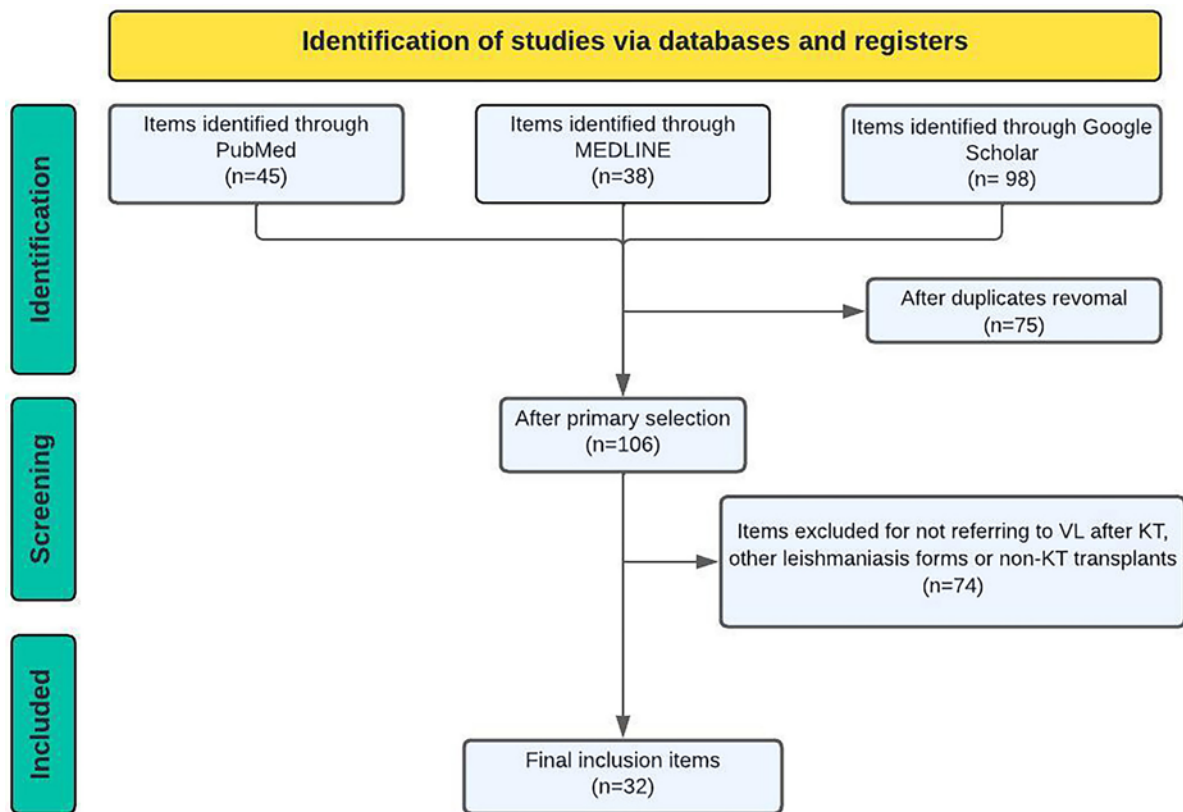 Identification of studies via databases and registers
Identification
Items identified through
PubMed
(n=45)
Items identified through
MEDLINE
(n=38)
Items identified through Google
Scholar
(n= 98)
After duplicates revomal
(n=75)
Screening
After primary selection
(n=106)
Items excluded for not referring to VL after KT,
other leishmaniasis forms or non-KT transplants
(n=74)
Included
Final inclusion items
(n=32)